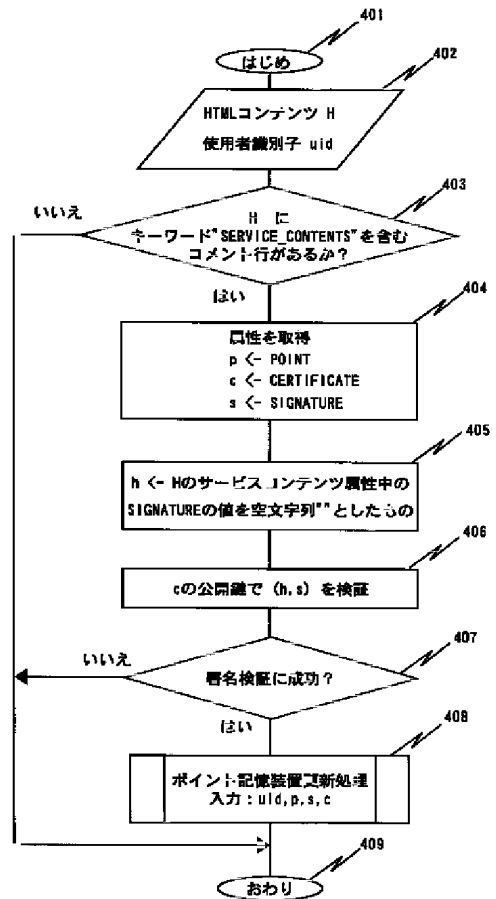 401
はじめ
402
HTMLコンテンツ H
使用者識別子 uid
403
いいえ
H に
キーワード"SERVICE_CONTENTS"を含む
コメント行があるか？
はい
404
属性を取得
p <- POINT
c <- CERTIFICATE
s <- SIGNATURE
405
h <- Hのサービスコンテンツ属性中の
SIGNATUREの値を空文字列""としたもの
406
cの公開鍵で (h,s) を検証
407
いいえ
署名検証に成功？
はい
408
ポイント記憶装置更新処理
入力：uid,p,s,c
409
おわり